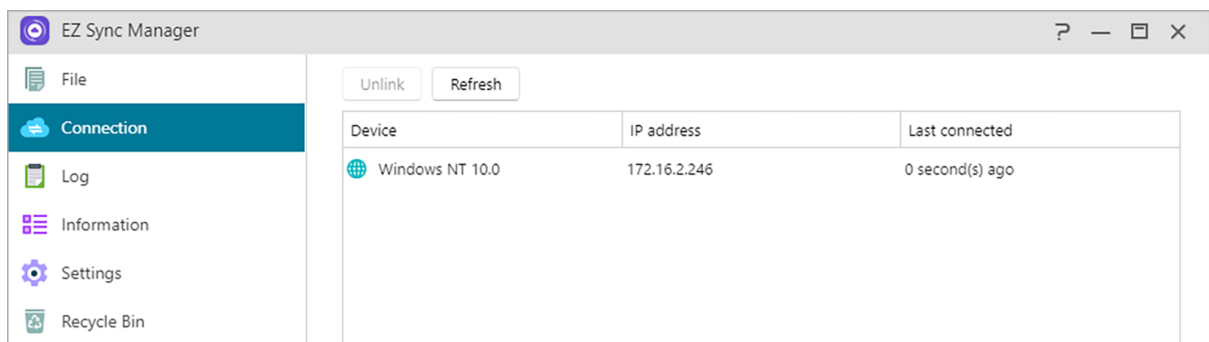 EZ Sync Manager
File
Connection
Log
Information
Settings
Recycle Bin
Unlink Refresh
Device IP address Last connected
Windows NT 10.0 172.16.2.246 0 second(s) ago